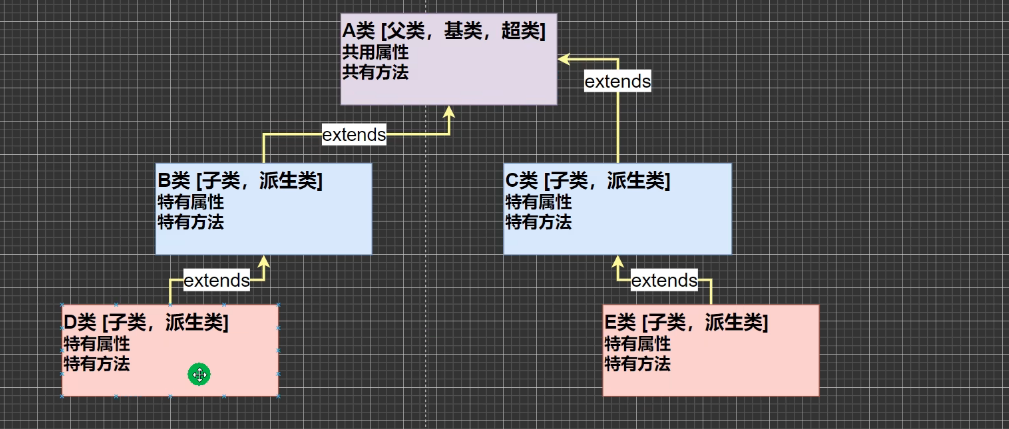 A类 [父类，基类，超类]
共用属性
共有方法
extends
extends
B类 [子类，派生类]
特有属性
特有方法
C类 [子类，派生类]
特有属性
特有方法
extends
extends
D类 [子类，派生类]
特有属性
特有方法
E类 [子类，派生类]
特有属性
特有方法